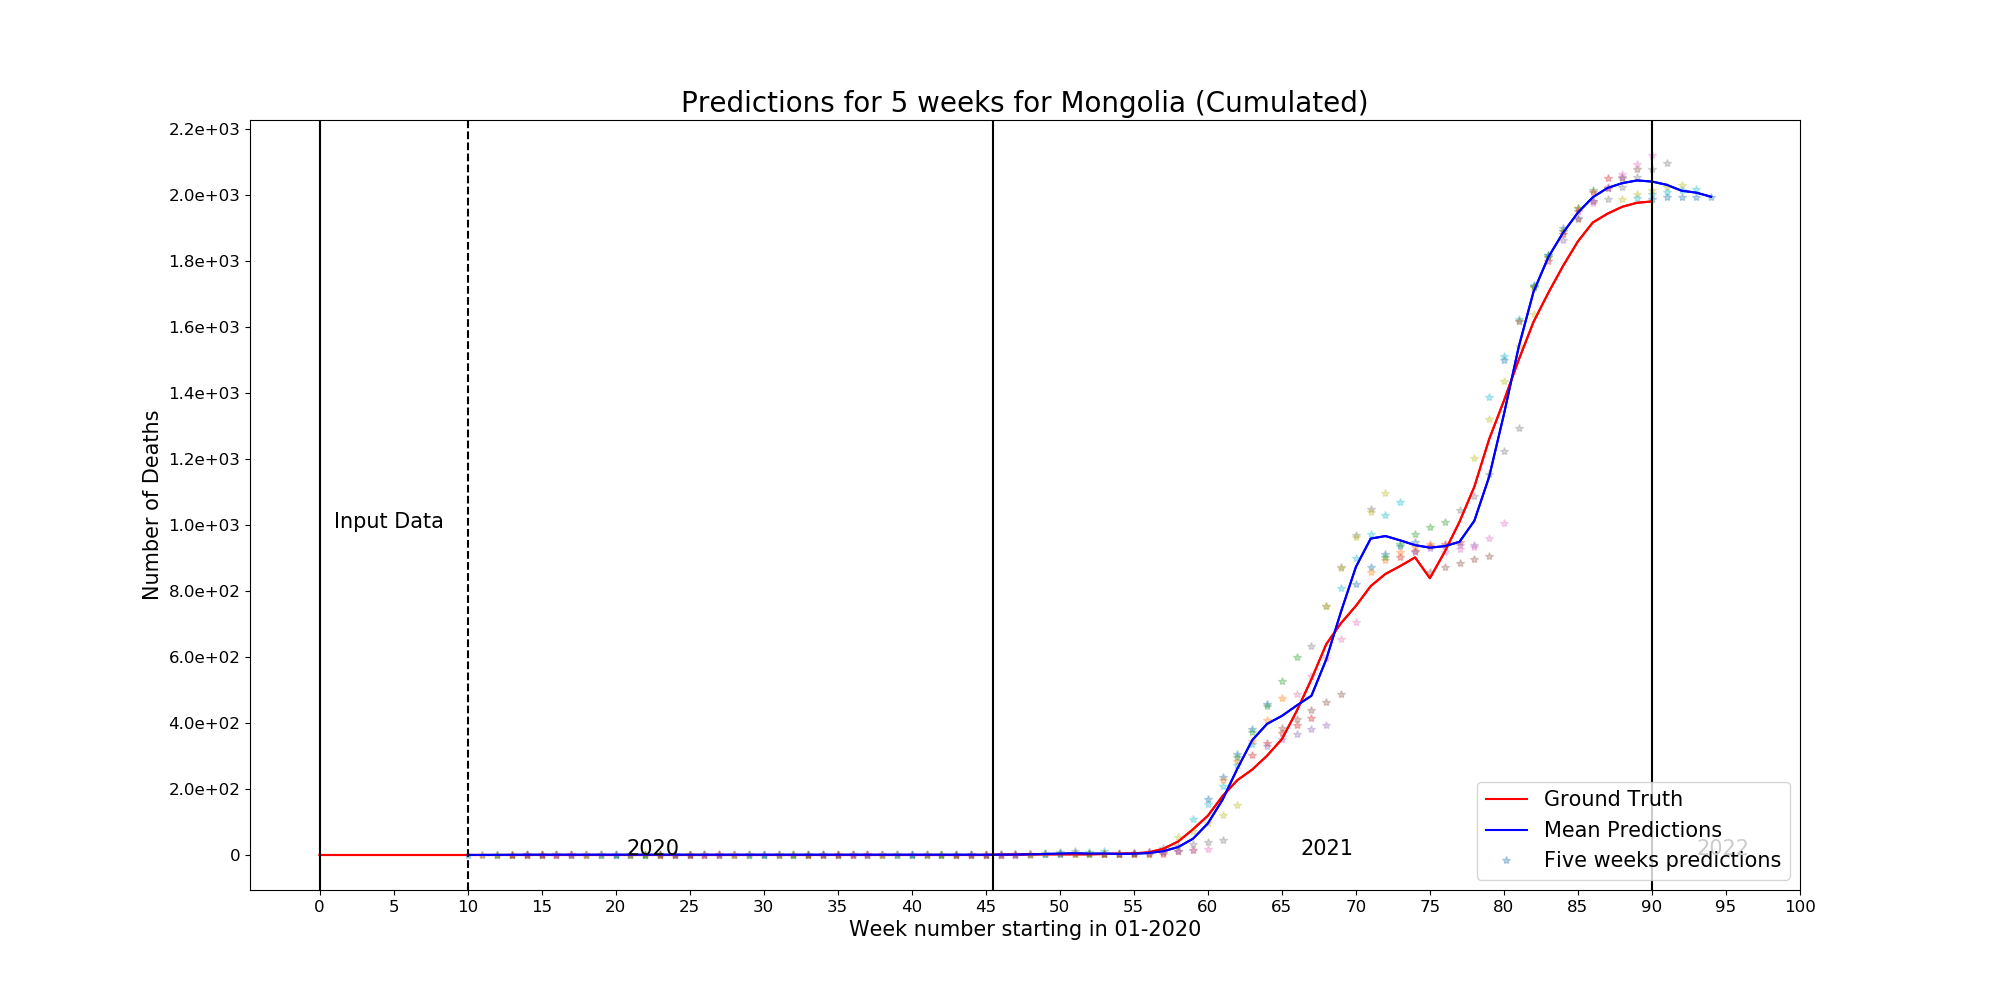 Predictions for 5 weeks for Mongolia (Cumulated)
2.2e+03
2.0e+03
1.8e+03
1.6e+03
1.4e+03
1.2e+03
1.0e+03
8.0e+02
6.0e+02
4.0e+02
2.0e+02
0
Number of Deaths
Input Data
2020
2021
2022
Ground Truth
Mean Predictions
Five weeks predictions
0 5 10 15 20 25 30 35 40 45 50 55 60 65 70 75 80 85 90 95 100
Week number starting in 01-2020